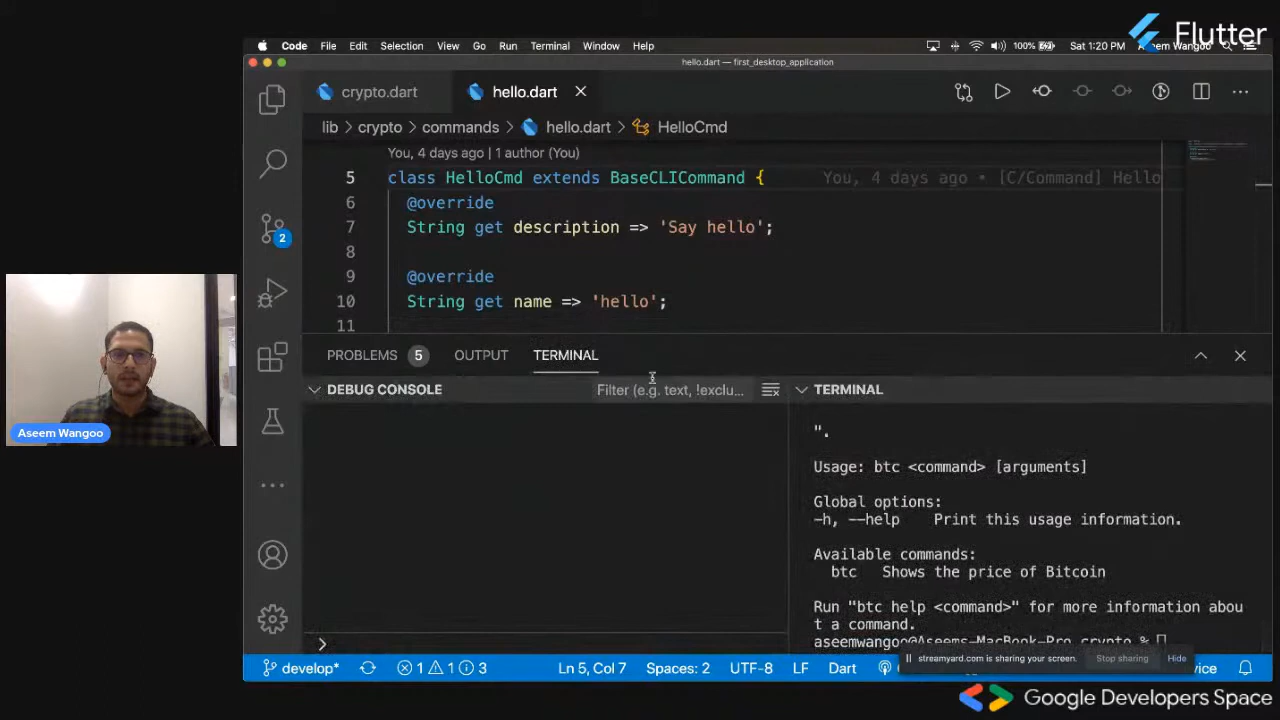 Flutter
Code File Edit Selection View Go Run Terminal Window Help 100% Sat 1:20 PM Aseem Wangoo
hello.dart — first_desktop_application
crypto.dart hello.dart
lib > crypto > commands > hello.dart > HelloCmd
You, 4 days ago | 1 author (You)
5 class HelloCmd extends BaseCLICommand { You, 4 days ago • [C/Command] Hello
6 @override
7 String get description => 'Say hello';
8
9 @override
10 String get name => 'hello';
11
2
PROBLEMS 5 OUTPUT TERMINAL
DEBUG CONSOLE Filter (e.g. text, !exclu... TERMINAL
".
Usage: btc <command> [arguments]
Global options:
-h, --help Print this usage information.
Available commands:
btc Shows the price of Bitcoin
Run "btc help <command>" for more information abou
t a command.
aseemwangoo@Aseems-MacBook-Pro crypto %
>
Aseem Wangoo
streamyard.com is sharing your screen. Stop sharing Hide
develop* 1 1 3 Ln 5, Col 7 Spaces: 2 UTF-8 LF Dart
Google Developers Space